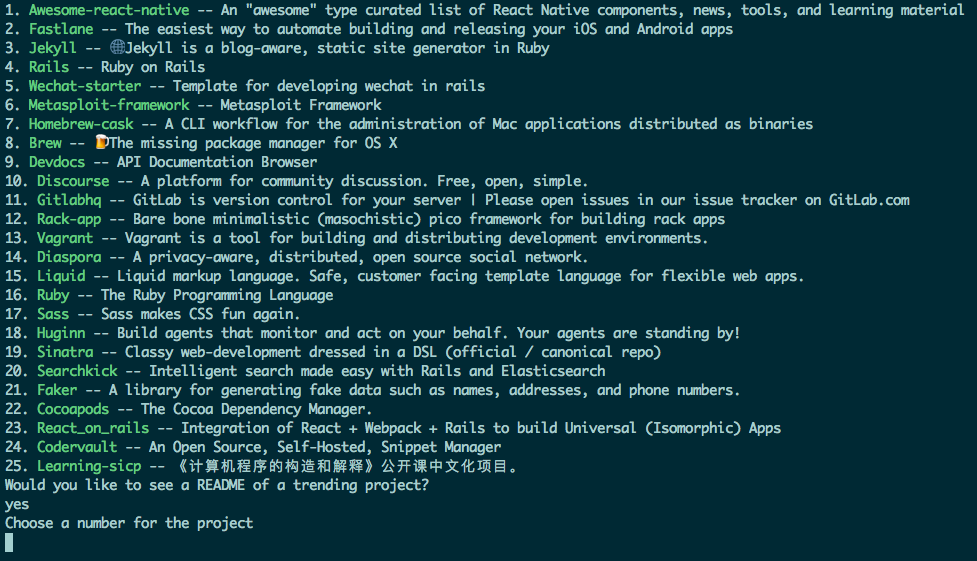 1. Awesome-react-native -- An "awesome" type curated list of React Native components, news, tools, and learning material
2. Fastlane -- The easiest way to automate building and releasing your iOS and Android apps
3. Jekyll -- 🌐Jekyll is a blog-aware, static site generator in Ruby
4. Rails -- Ruby on Rails
5. Wechat-starter -- Template for developing wechat in rails
6. Metasploit-framework -- Metasploit Framework
7. Homebrew-cask -- A CLI workflow for the administration of Mac applications distributed as binaries
8. Brew -- 🍺The missing package manager for OS X
9. Devdocs -- API Documentation Browser
10. Discourse -- A platform for community discussion. Free, open, simple.
11. Gitlabhq -- GitLab is version control for your server | Please open issues in our issue tracker on GitLab.com
12. Rack-app -- Bare bone minimalistic (masochistic) pico framework for building rack apps
13. Vagrant -- Vagrant is a tool for building and distributing development environments.
14. Diaspora -- A privacy-aware, distributed, open source social network.
15. Liquid -- Liquid markup language. Safe, customer facing template language for flexible web apps.
16. Ruby -- The Ruby Programming Language
17. Sass -- Sass makes CSS fun again.
18. Huginn -- Build agents that monitor and act on your behalf. Your agents are standing by!
19. Sinatra -- Classy web-development dressed in a DSL (official / canonical repo)
20. Searchkick -- Intelligent search made easy with Rails and Elasticsearch
21. Faker -- A library for generating fake data such as names, addresses, and phone numbers.
22. Cocoapods -- The Cocoa Dependency Manager.
23. React_on_rails -- Integration of React + Webpack + Rails to build Universal (Isomorphic) Apps
24. Codervault -- An Open Source, Self-Hosted, Snippet Manager
25. Learning-sicp -- 《计算机程序的构造和解释》公开课中文化项目。
Would you like to see a README of a trending project?
yes
Choose a number for the project